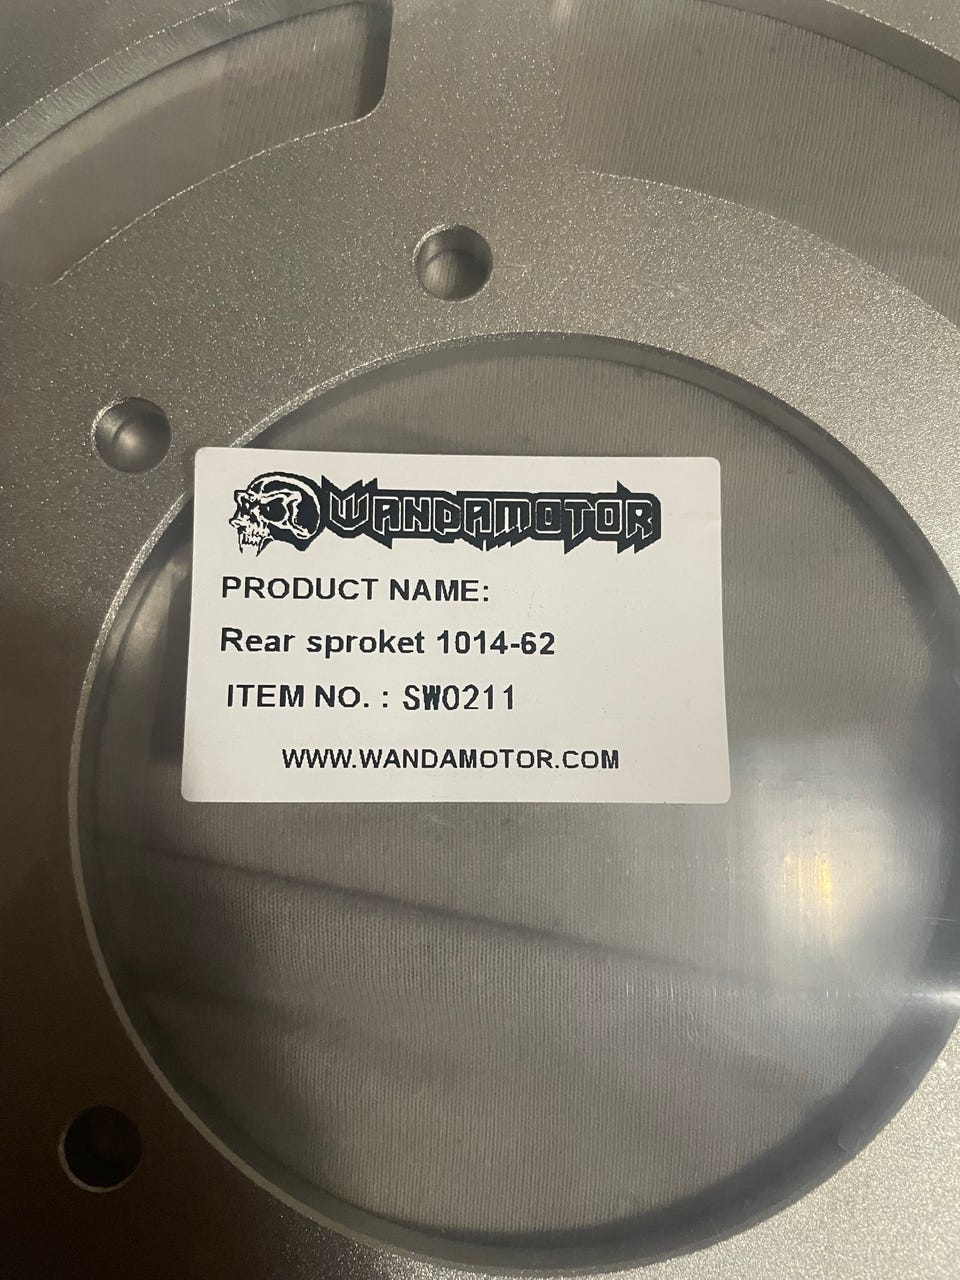 WANDAMOTOR
PRODUCT NAME:
Rear sproket 1014-62
ITEM NO. : SW0211
WWW.WANDAMOTOR.COM